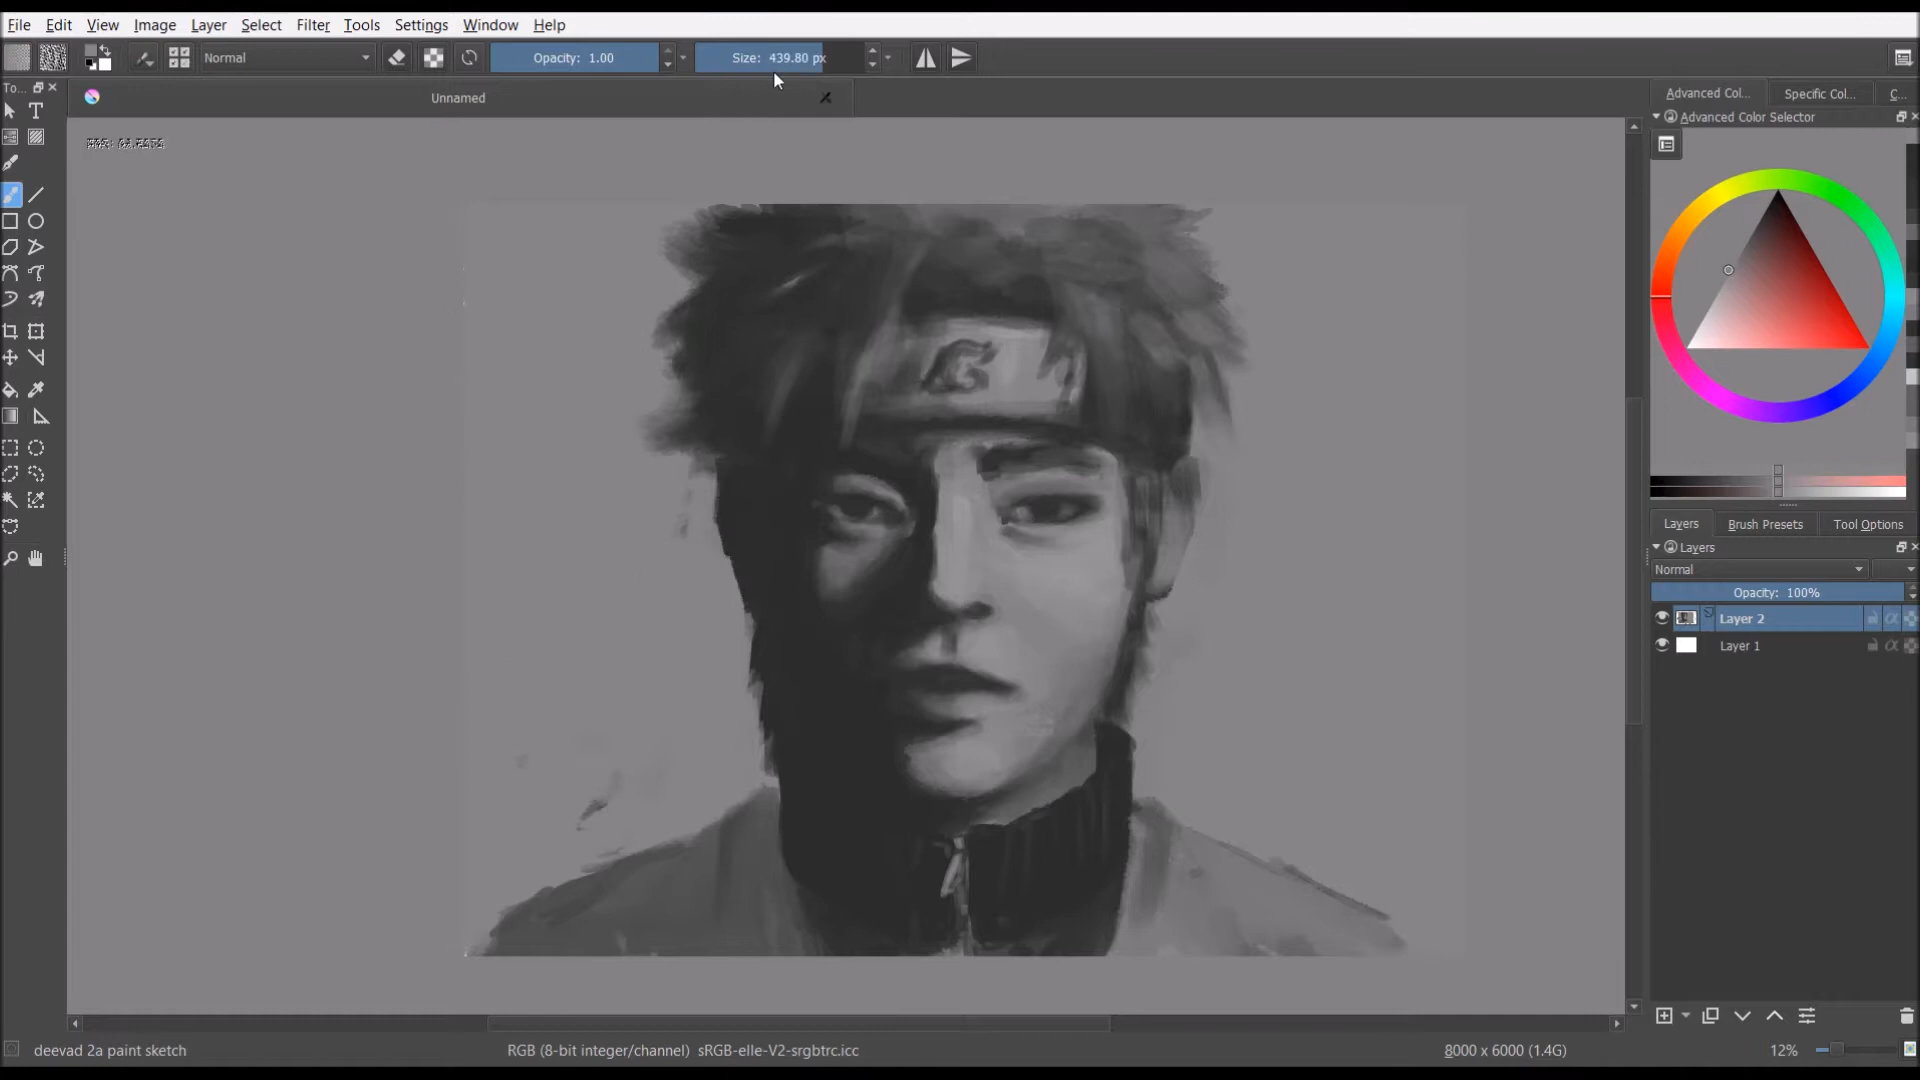 File Edit View Image Layer Select Filter Tools Settings Window Help
Normal Opacity: 1.00 Size: 439.80 px
To...
Unnamed
Advanced Col... Specific Col... C...
Advanced Color Selector
Layers Brush Presets Tool Options
Layers
Normal
Opacity: 100%
Layer 2
Layer 1
deevad 2a paint sketch RGB (8-bit integer/channel) sRGB-elle-V2-srgbtrc.icc 8000 x 6000 (1.4G) 12%